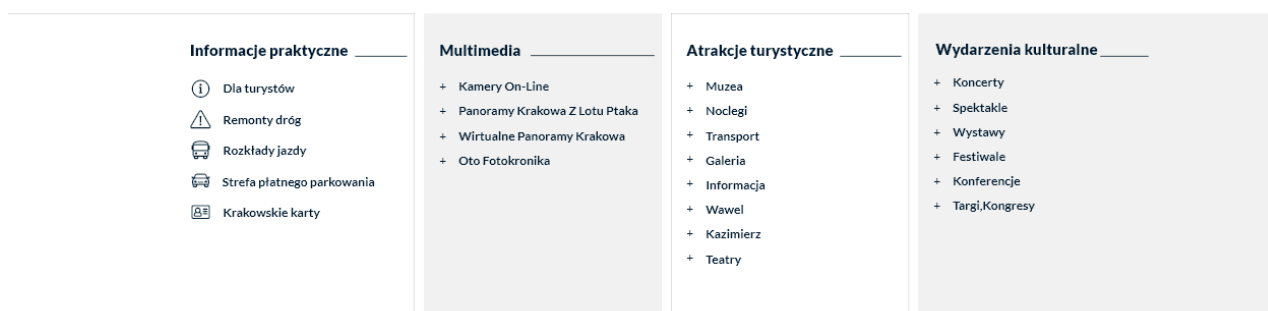 Informacje praktyczne
Dla turystów
Remonty dróg
Rozkłady jazdy
Strefa płatnego parkowania
Krakowskie karty
Multimedia
+ Kamery On-Line
+ Panoramy Krakowa Z Lotu Ptaka
+ Wirtualne Panoramy Krakowa
+ Oto Fotokronika
Atrakcje turystyczne
+ Muzea
+ Noclegi
+ Transport
+ Galeria
+ Informacja
+ Wawel
+ Kazimierz
+ Teatry
Wydarzenia kulturalne
+ Koncerty
+ Spektakle
+ Wystawy
+ Festiwale
+ Konferencje
+ Targi,Kongresy